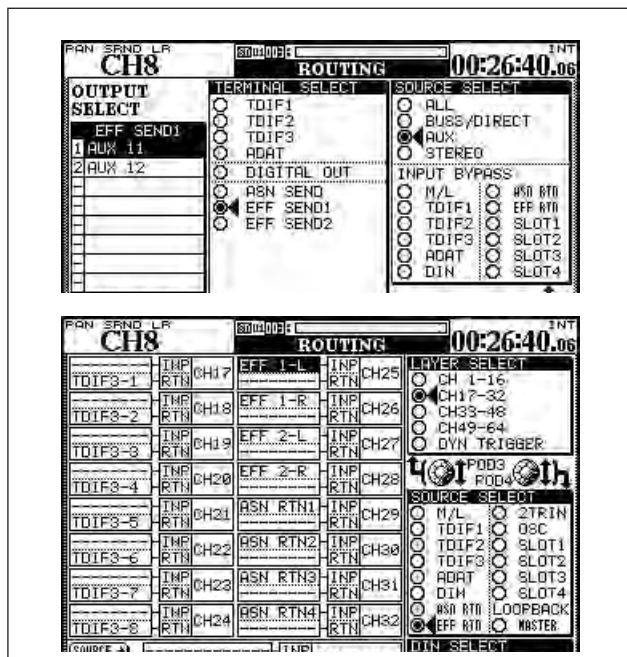 PAN SRND LR
CH8
ROUTING
INT
00:26:40.06
OUTPUT
SELECT
EFF SEND1
1 AUX 11
2 AUX 12
TERMINAL SELECT
TDIF1
TDIF2
TDIF3
ADAT
DIGITAL OUT
ASN SEND
EFF SEND1
EFF SEND2
SOURCE SELECT
ALL
BUSS/DIRECT
AUX
STEREO
INPUT BYPASS
M/L ASN RTN
TDIF1 EFF RTN
TDIF2 SLOT1
TDIF3 SLOT2
ADAT SLOT3
DIN SLOT4
PAN SRND LR
CH8
ROUTING
INT
00:26:40.06
TDIF3-1 INP RTN CH17 EFF 1-L INP RTN CH25
TDIF3-2 INP RTN CH18 EFF 1-R INP RTN CH26
TDIF3-3 INP RTN CH19 EFF 2-L INP RTN CH27
TDIF3-4 INP RTN CH20 EFF 2-R INP RTN CH28
TDIF3-5 INP RTN CH21 ASN RTN1 INP RTN CH29
TDIF3-6 INP RTN CH22 ASN RTN2 INP RTN CH30
TDIF3-7 INP RTN CH23 ASN RTN3 INP RTN CH31
TDIF3-8 INP RTN CH24 ASN RTN4 INP RTN CH32
LAYER SELECT
CH 1-16
CH17-32
CH33-48
CH49-64
DYN TRIGGER
POD3
POD4
SOURCE SELECT
M/L 2TRIN
TDIF1 OSC
TDIF2 SLOT1
TDIF3 SLOT2
ADAT SLOT3
DIN SLOT4
ASN RTN LOOPBACK
EFF RTN MASTER
DIN SELECT
SOURCE
INP